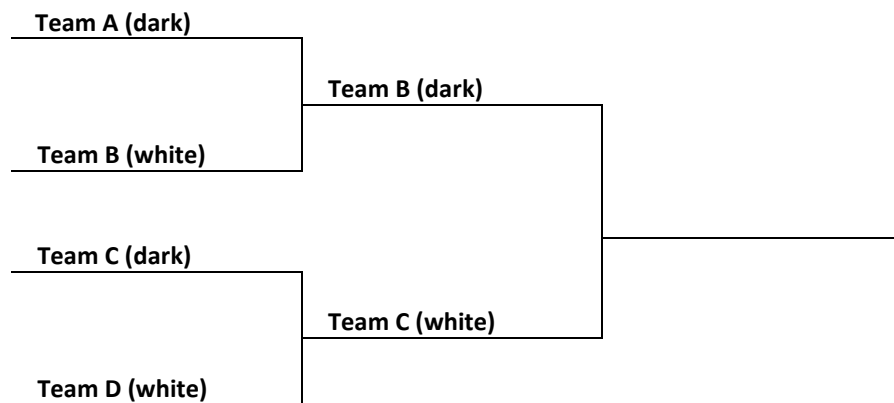 Team A (dark)
Team B (dark)
Team B (white)
Team C (dark)
Team C (white)
Team D (white)